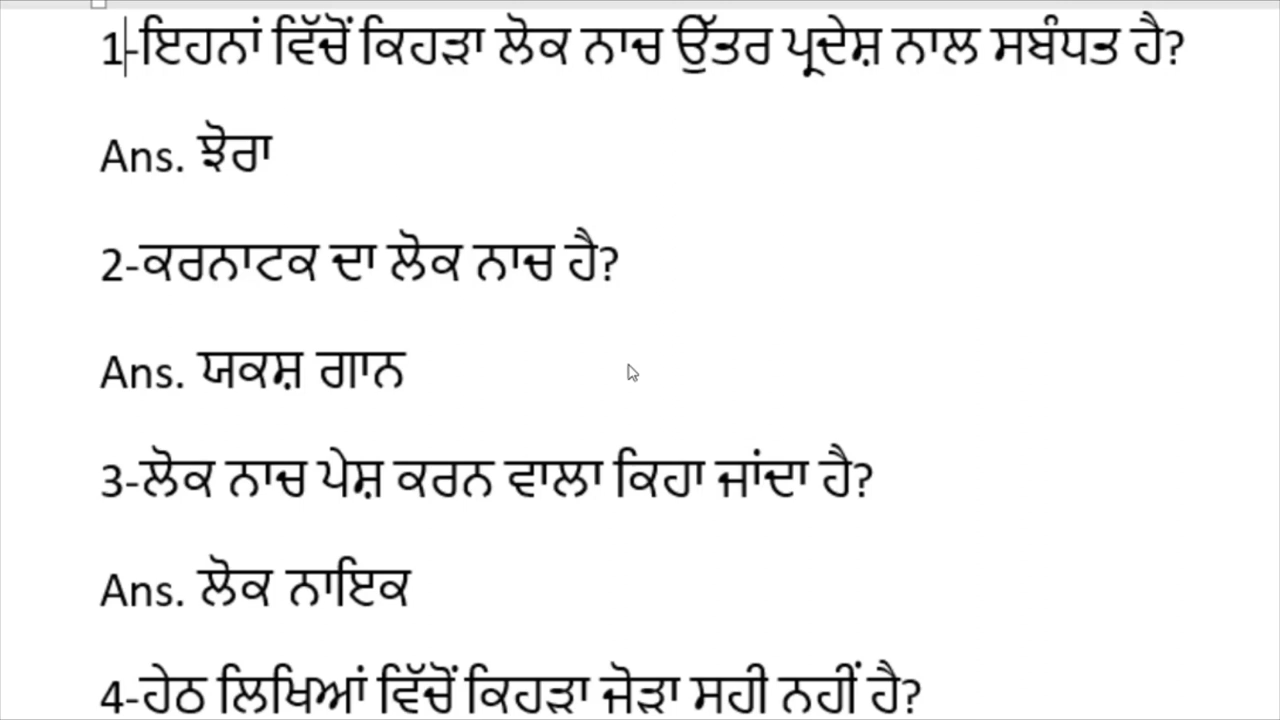 1-ਇਹਨਾਂ ਵਿੱਚੋਂ ਕਿਹੜਾ ਲੋਕ ਨਾਚ ਉੱਤਰ ਪ੍ਰਦੇਸ਼ ਨਾਲ ਸਬੰਧਤ ਹੈ?
Ans. ਝੋਰਾ
2-ਕਰਨਾਟਕ ਦਾ ਲੋਕ ਨਾਚ ਹੈ?
Ans. ਯਕਸ਼ ਗਾਨ
3-ਲੋਕ ਨਾਚ ਪੇਸ਼ ਕਰਨ ਵਾਲਾ ਕਿਹਾ ਜਾਂਦਾ ਹੈ?
Ans. ਲੋਕ ਨਾਇਕ
4-ਹੇਠ ਲਿਖਿਆਂ ਵਿੱਚੋਂ ਕਿਹੜਾ ਜੋੜਾ ਸਹੀ ਨਹੀਂ ਹੈ?